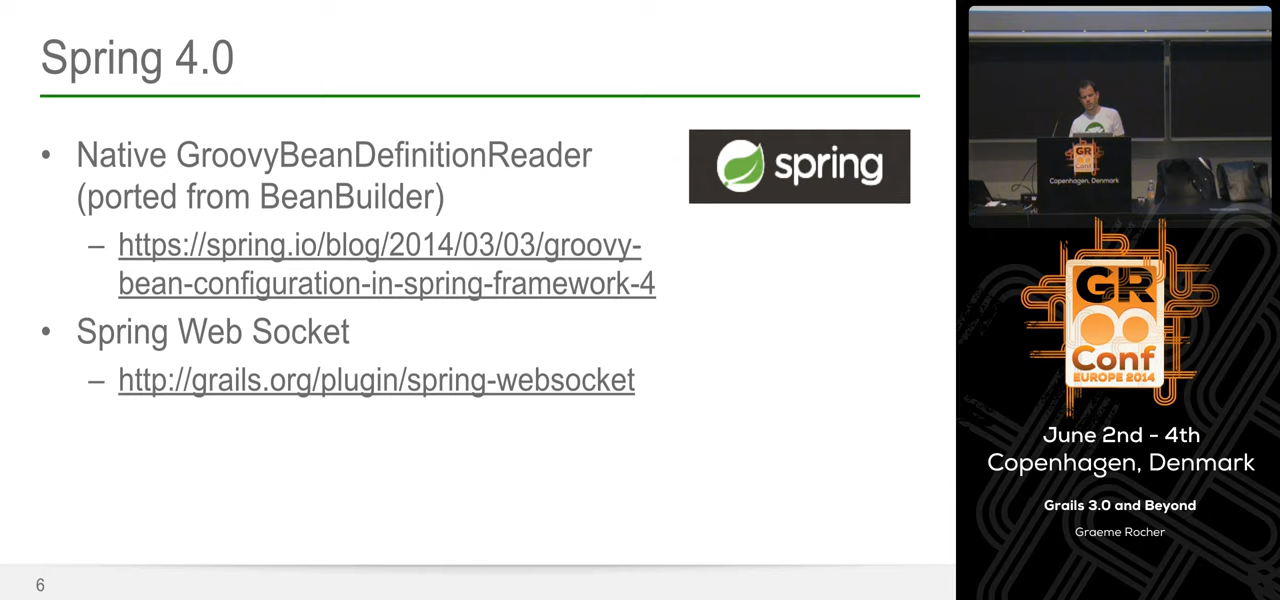 Spring 4.0
• Native GroovyBeanDefinitionReader
(ported from BeanBuilder)
– https://spring.io/blog/2014/03/03/groovy-
bean-configuration-in-spring-framework-4
• Spring Web Socket
– http://grails.org/plugin/spring-websocket
spring
6
GR
Conf
Copenhagen, Denmark
GR
Conf
EUROPE 2014
June 2nd - 4th
Copenhagen, Denmark
Grails 3.0 and Beyond
Graeme Rocher